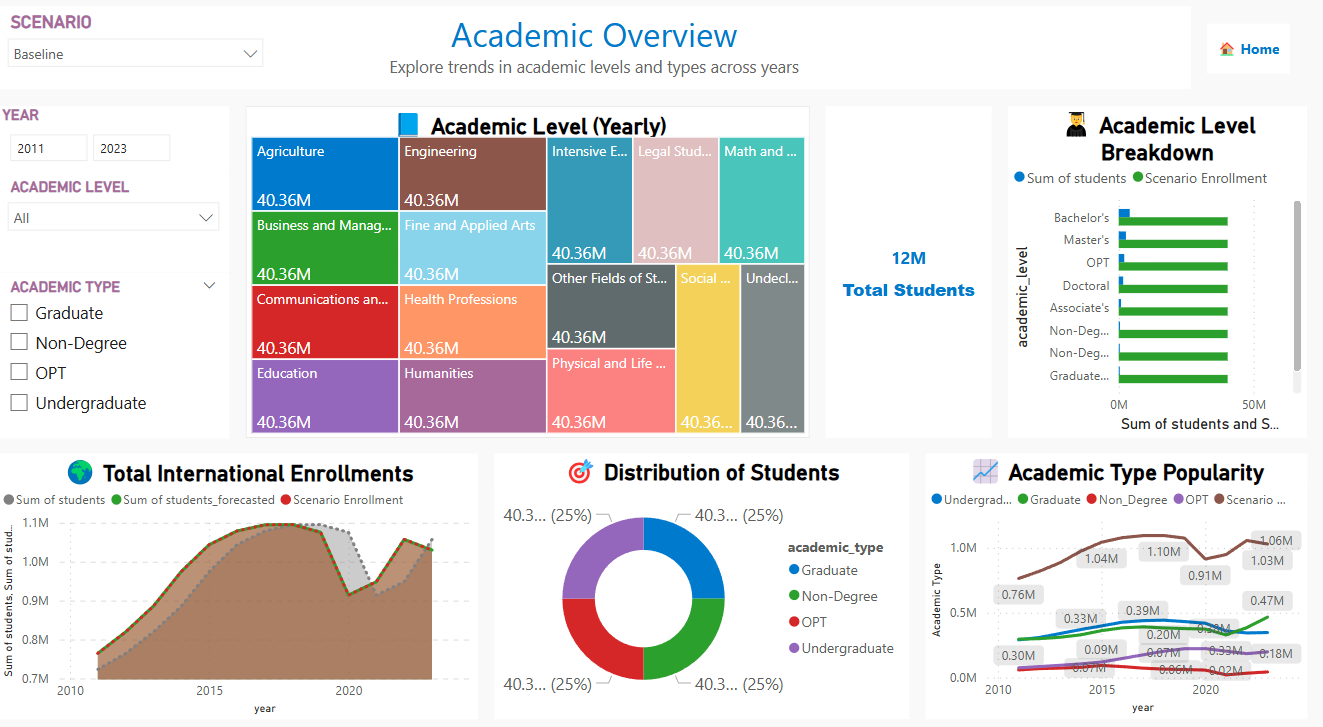 SCENARIO
Baseline
Academic Overview
Explore trends in academic levels and types across years
Home
YEAR
2011
2023
ACADEMIC LEVEL
All
ACADEMIC TYPE
Graduate
Non-Degree
OPT
Undergraduate
Academic Level (Yearly)
Agriculture
40.36M
Business and Manag...
40.36M
Communications an...
40.36M
Education
40.36M
Engineering
40.36M
Fine and Applied Arts
40.36M
Health Professions
40.36M
Humanities
40.36M
Intensive E...
40.36M
Legal Stud...
40.36M
Math and ...
40.36M
Other Fields of St...
40.36M
Physical and Life ...
40.36M
Social ...
40.36...
Undecl...
40.36...
12M
Total Students
Academic Level
Breakdown
Sum of students Scenario Enrollment
academic_level
Bachelor's
Master's
OPT
Doctoral
Associate's
Non-Deg...
Non-Deg...
Graduate...
0M 50M
Sum of students and S...
Total International Enrollments
Sum of students Sum of students_forecasted Scenario Enrollment
Sum of students, Sum of stud...
1.1M
1.0M
0.9M
0.8M
0.7M
2010 2015 2020
year
Distribution of Students
40.3... (25%) 40.3... (25%)
40.3... (25%) 40.3... (25%)
academic_type
Graduate
Non-Degree
OPT
Undergraduate
Academic Type Popularity
Undergrad... Graduate Non_Degree OPT Scenario ...
Academic Type
1.0M
0.5M
0.0M
0.76M
1.04M
1.10M
0.91M
1.06M
1.03M
0.30M
0.33M
0.39M
0.47M
0.09M
0.07M
0.20M
0.07M
0.06M
0.33M
0.02M
0.18M
2010 2015 2020
year